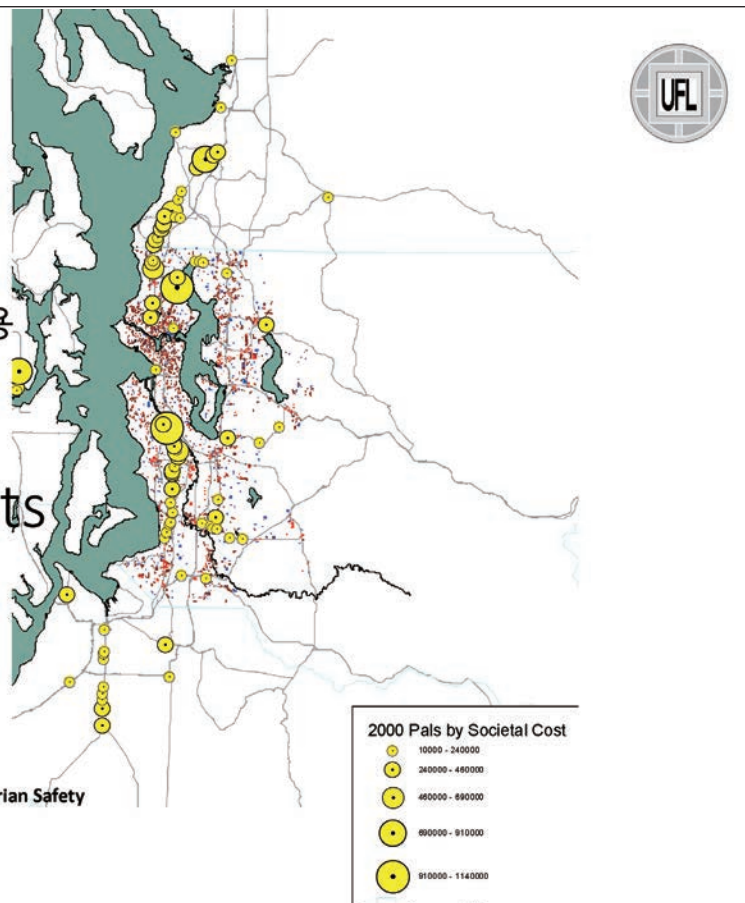 UFL
ts
rian Safety
2000 Pals by Societal Cost
10000 - 240000
240000 - 460000
460000 - 690000
690000 - 910000
910000 - 1140000